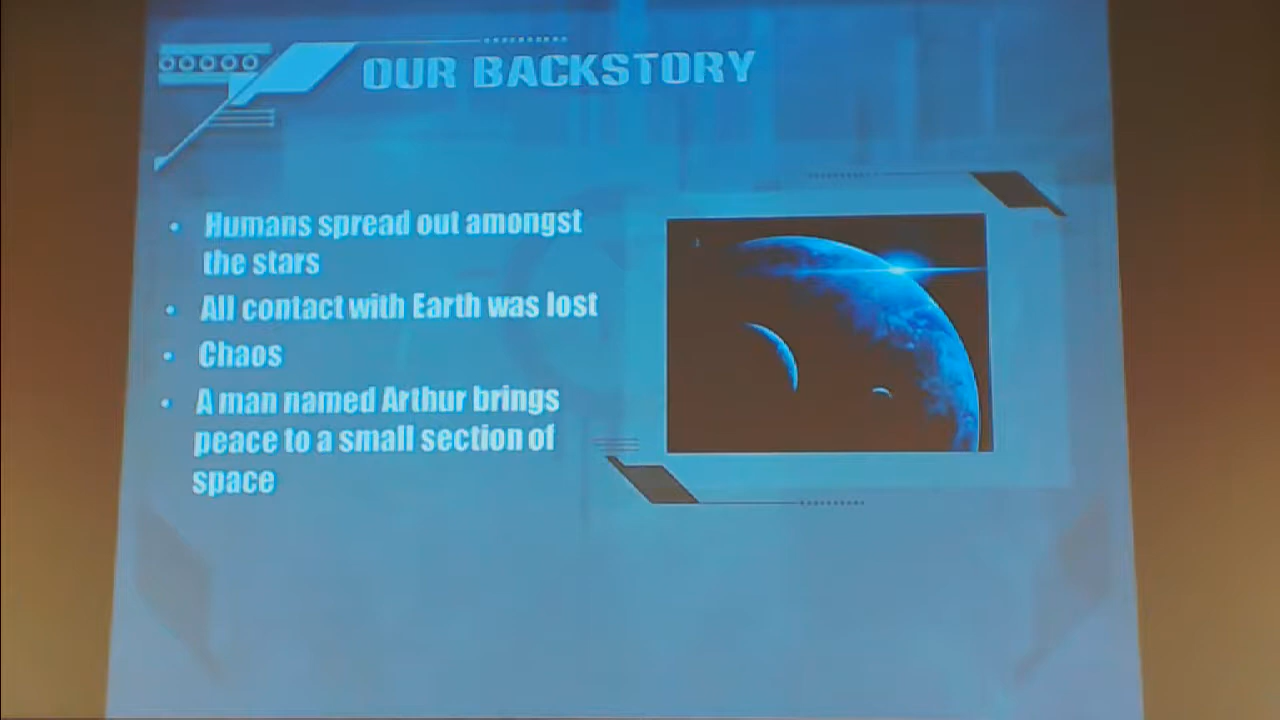 OUR BACKSTORY
• Humans spread out amongst
the stars
• All contact with Earth was lost
• Chaos
• A man named Arthur brings
peace to a small section of
space